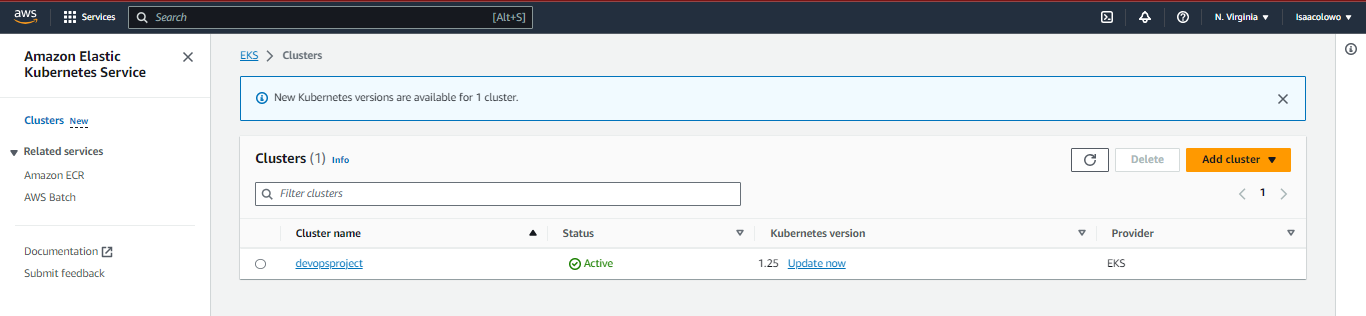 aws Services Search [Alt+S] N. Virginia Isaacolowo
Amazon Elastic
Kubernetes Service
Clusters New
Related services
Amazon ECR
AWS Batch
Documentation
Submit feedback
EKS > Clusters
New Kubernetes versions are available for 1 cluster.
Clusters (1) Info Delete Add cluster
Filter clusters 1
Cluster name Status Kubernetes version Provider
devopsproject Active 1.25 Update now EKS